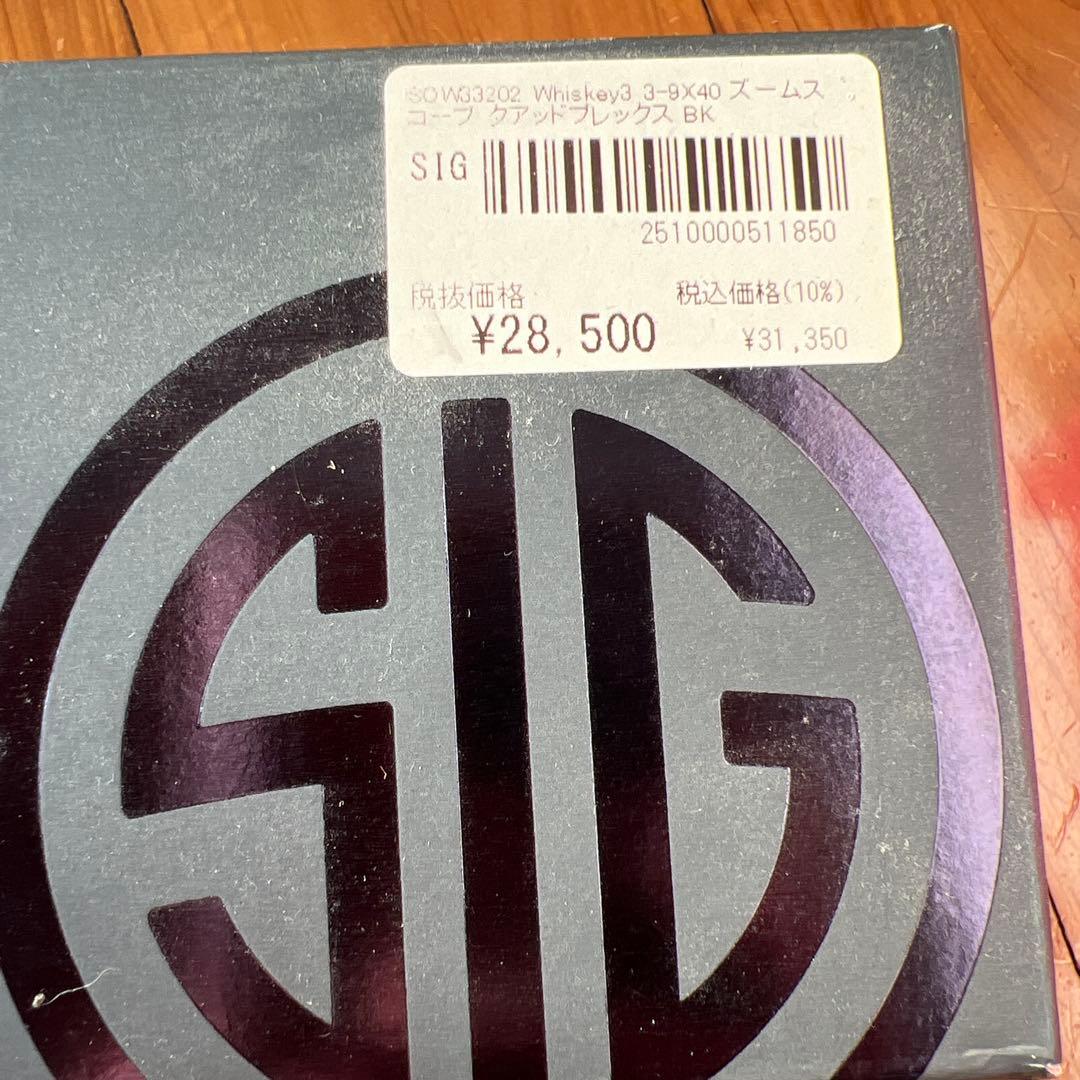 SOW33202 Whiskey3 3-9X40 ズームス
コープ クアッドプレックス BK
SIG
2510000511850
税抜価格 税込価格(10%)
¥28,500 ¥31,350
SIG